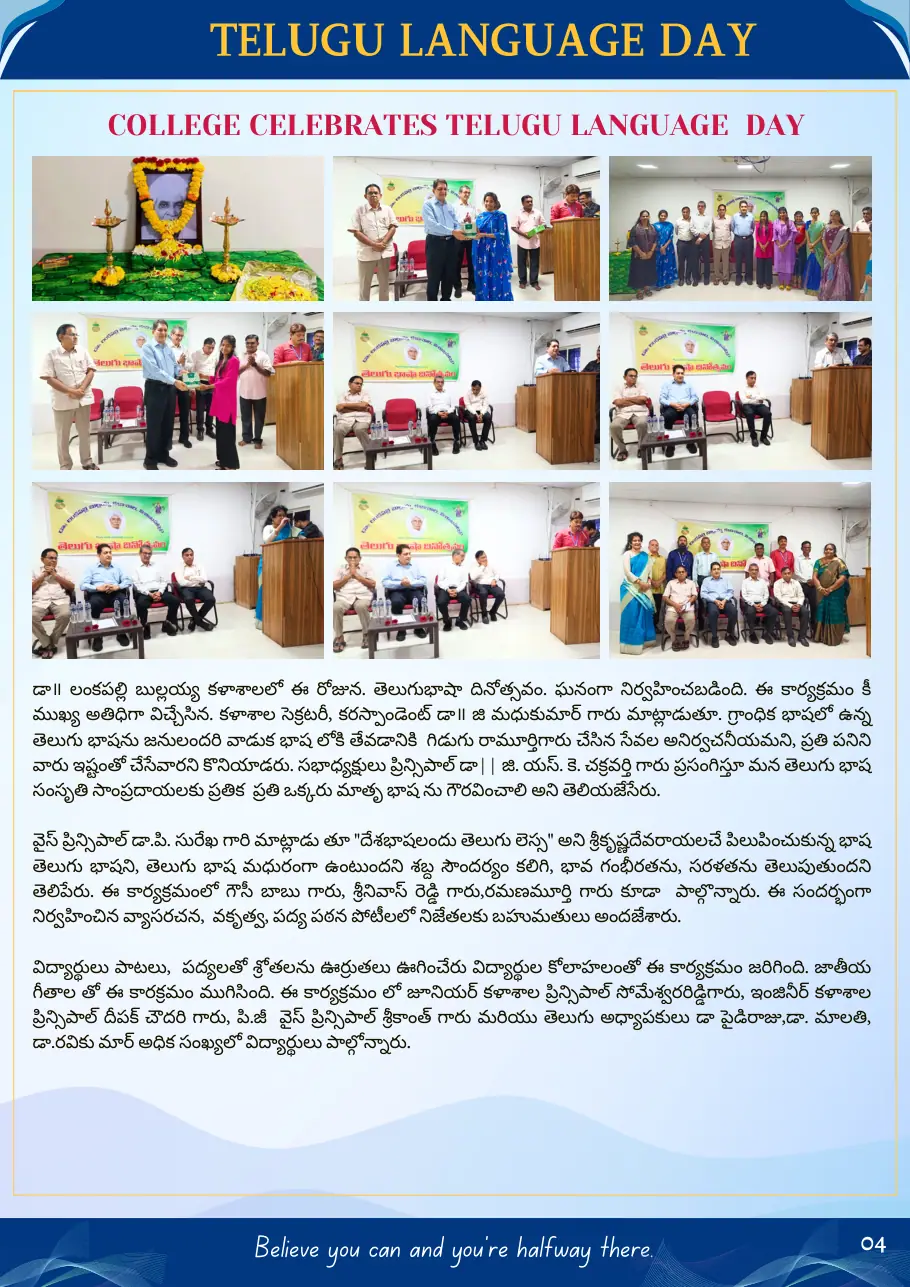 TELUGU LANGUAGE DAY
COLLEGE CELEBRATES TELUGU LANGUAGE DAY
తెలుగు భాష
తెలుగు భాషా దినోత్సవం
తెలుగు భాషా దినోత్సవం
తెలుగు భాషా దినోత్సవం
తెలుగు భాషా దినోత్సవం
డా॥ లంకపల్లి బుల్లయ్య కళాశాలలో ఈ రోజున. తెలుగుభాషా దినోత్సవం. ఘనంగా నిర్వహించబడింది. ఈ కార్యక్రమం కీ
ముఖ్య అతిధిగా విచ్చేసిన. కళాశాల సెక్రటరీ, కరస్పాండెంట్ డా॥ జి మధుకుమార్ గారు మాట్లాడుతూ. గ్రాంధిక భాషలో ఉన్న
తెలుగు భాషను జనులందరి వాడుక భాష లోకి తేవడానికి గిడుగు రామూర్తిగారు చేసిన సేవల అనిర్వచనీయమని, ప్రతి పనిని
వారు ఇష్టంతో చేసేవారని కొనియాడరు. సభాధ్యక్షులు ప్రిన్సిపాల్ డా|| జి. యస్. కె. చక్రవర్తి గారు ప్రసంగిస్తూ మన తెలుగు భాష
సంసృతి సాంప్రదాయలకు ప్రతిక ప్రతి ఒక్కరు మాతృ భాష ను గౌరవించాలి అని తెలియజేసేరు.
వైస్ ప్రిన్సిపాల్ డా.పి. సురేఖ గారి మాట్లాడు తూ "దేశభాషలందు తెలుగు లెస్స" అని శ్రీకృష్ణదేవరాయలచే పిలుపించుకున్న భాష
తెలుగు భాషని, తెలుగు భాష మధురంగా ఉంటుందని శబ్ద సౌందర్యం కలిగి, భావ గంభీరతను, సరళతను తెలుపుతుందని
తెలిపేరు. ఈ కార్యక్రమంలో గౌసీ బాబు గారు, శ్రీనివాస్ రెడ్డి గారు,రమణమూర్తి గారు కూడా పాల్గొన్నారు. ఈ సందర్భంగా
నిర్వహించిన వ్యాసరచన, వకృత్వ, పద్య పఠన పోటీలలో నిజేతలకు బహుమతులు అందజేశారు.
విద్యార్థులు పాటలు, పద్యలతో శ్రోతలను ఊర్రుతలు ఊగించేరు విద్యార్థుల కోలాహలంతో ఈ కార్యక్రమం జరిగింది. జాతీయ
గీతాల తో ఈ కారక్రమం ముగిసింది. ఈ కార్యక్రమం లో జూనియర్ కళాశాల ప్రిన్సిపాల్ సోమేశ్వరరిడ్డిగారు, ఇంజినీర్ కళాశాల
ప్రిన్సిపాల్ దీపక్ చౌదరి గారు, పి.జీ వైస్ ప్రిన్సిపాల్ శ్రీకాంత్ గారు మరియు తెలుగు అధ్యాపకులు డా పైడిరాజు,డా. మాలతి,
డా.రవికు మార్ అధిక సంఖ్యలో విద్యార్థులు పాల్గోన్నారు.
Believe you can and you're halfway there.
04